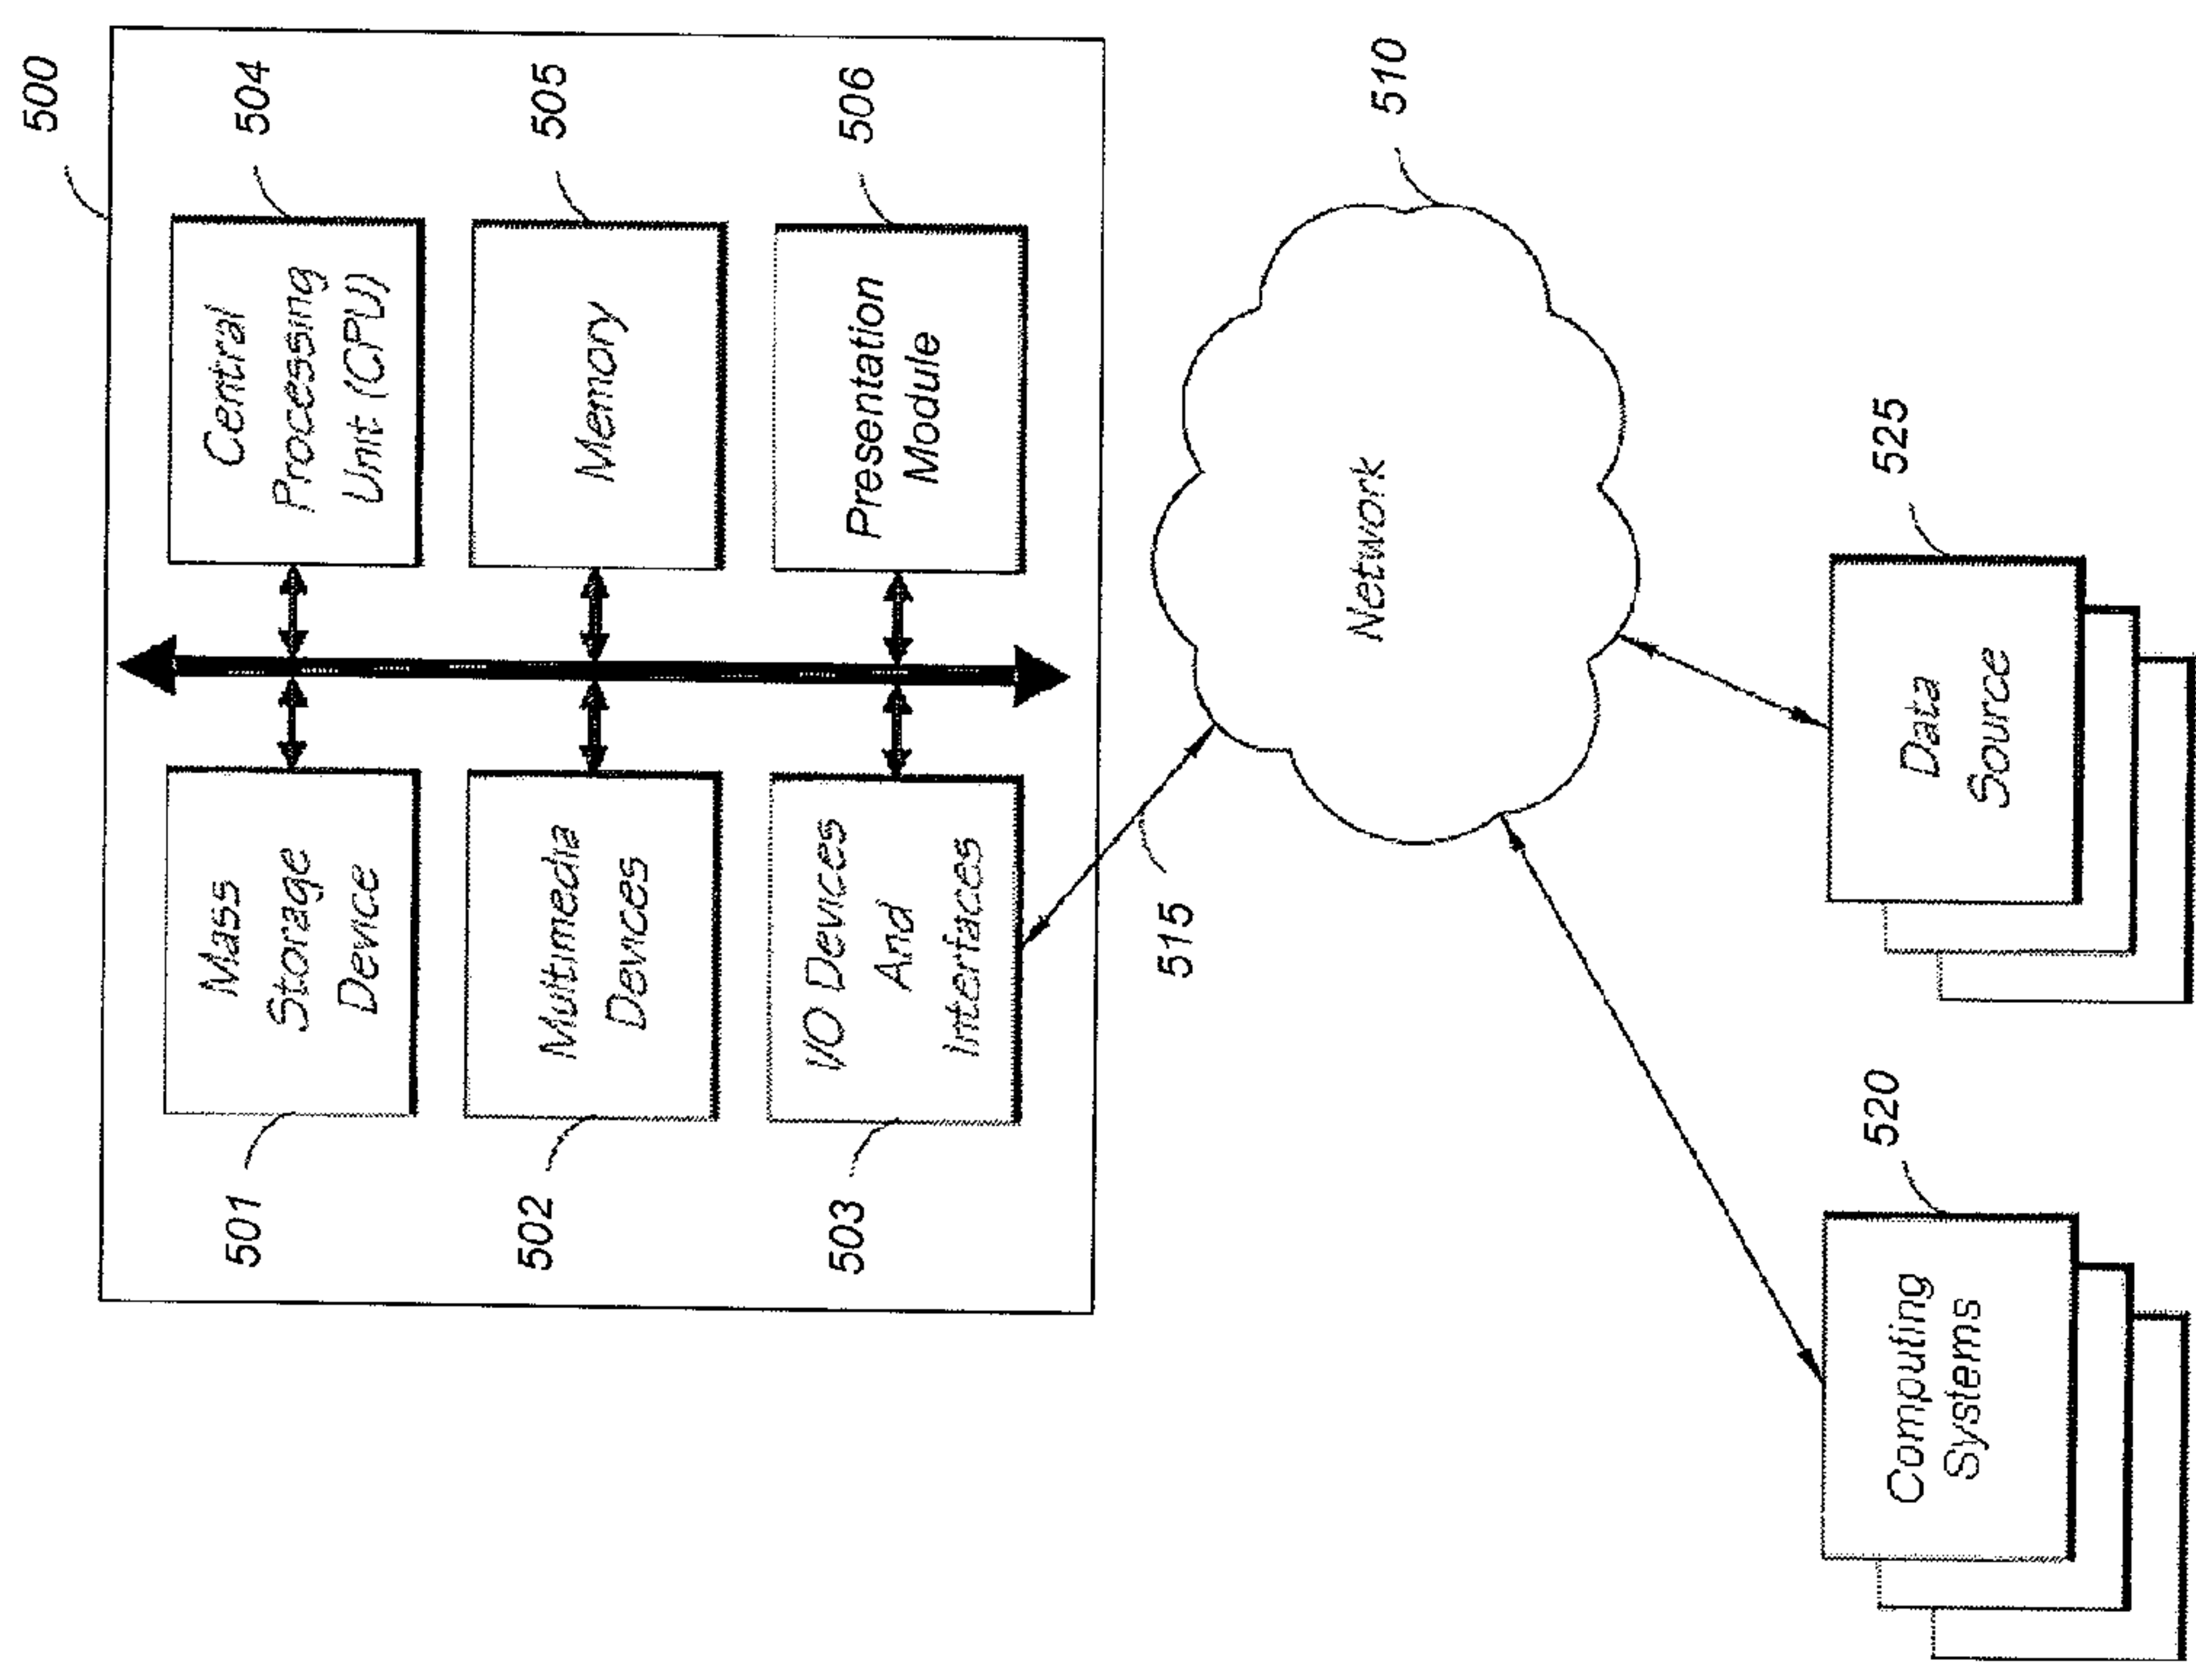 500
501
Mass
Storage
Device
504
Central
Processing
Unit (CPU)
502
Multimedia
Devices
505
Memory
503
I/O Devices
And
Interfaces
506
Presentation
Module
515
510
Network
520
Computing
Systems
525
Data
Source